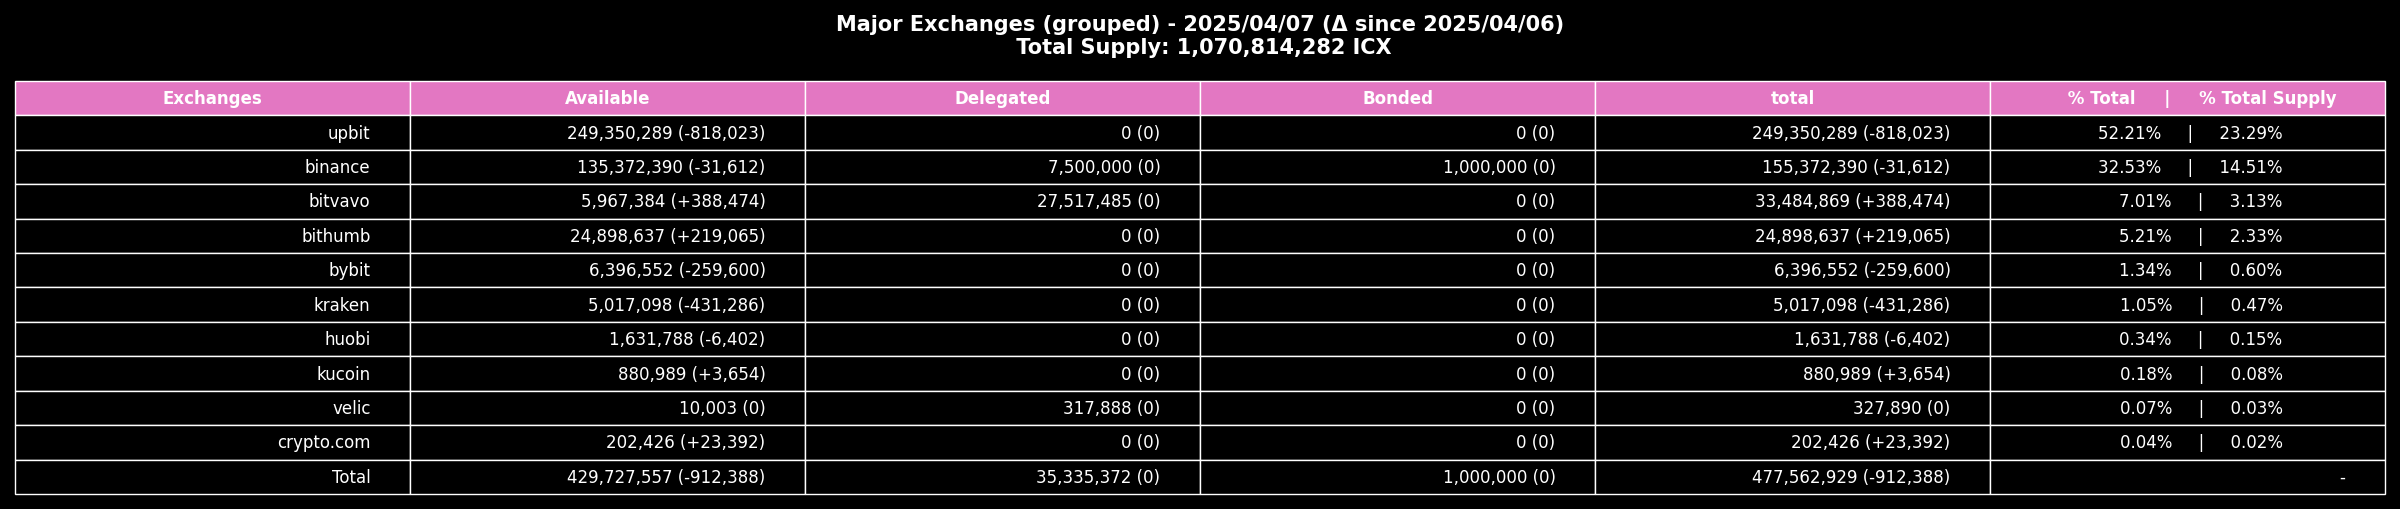 Major Exchanges (grouped) - 2025/04/07 (Δ since 2025/04/06)
Total Supply: 1,070,814,282 ICX
Exchanges Available Delegated Bonded total % Total | % Total Supply
upbit 249,350,289 (-818,023) 0 (0) 0 (0) 249,350,289 (-818,023) 52.21% | 23.29%
binance 135,372,390 (-31,612) 7,500,000 (0) 1,000,000 (0) 155,372,390 (-31,612) 32.53% | 14.51%
bitvavo 5,967,384 (+388,474) 27,517,485 (0) 0 (0) 33,484,869 (+388,474) 7.01% | 3.13%
bithumb 24,898,637 (+219,065) 0 (0) 0 (0) 24,898,637 (+219,065) 5.21% | 2.33%
bybit 6,396,552 (-259,600) 0 (0) 0 (0) 6,396,552 (-259,600) 1.34% | 0.60%
kraken 5,017,098 (-431,286) 0 (0) 0 (0) 5,017,098 (-431,286) 1.05% | 0.47%
huobi 1,631,788 (-6,402) 0 (0) 0 (0) 1,631,788 (-6,402) 0.34% | 0.15%
kucoin 880,989 (+3,654) 0 (0) 0 (0) 880,989 (+3,654) 0.18% | 0.08%
velic 10,003 (0) 317,888 (0) 0 (0) 327,890 (0) 0.07% | 0.03%
crypto.com 202,426 (+23,392) 0 (0) 0 (0) 202,426 (+23,392) 0.04% | 0.02%
Total 429,727,557 (-912,388) 35,335,372 (0) 1,000,000 (0) 477,562,929 (-912,388) -